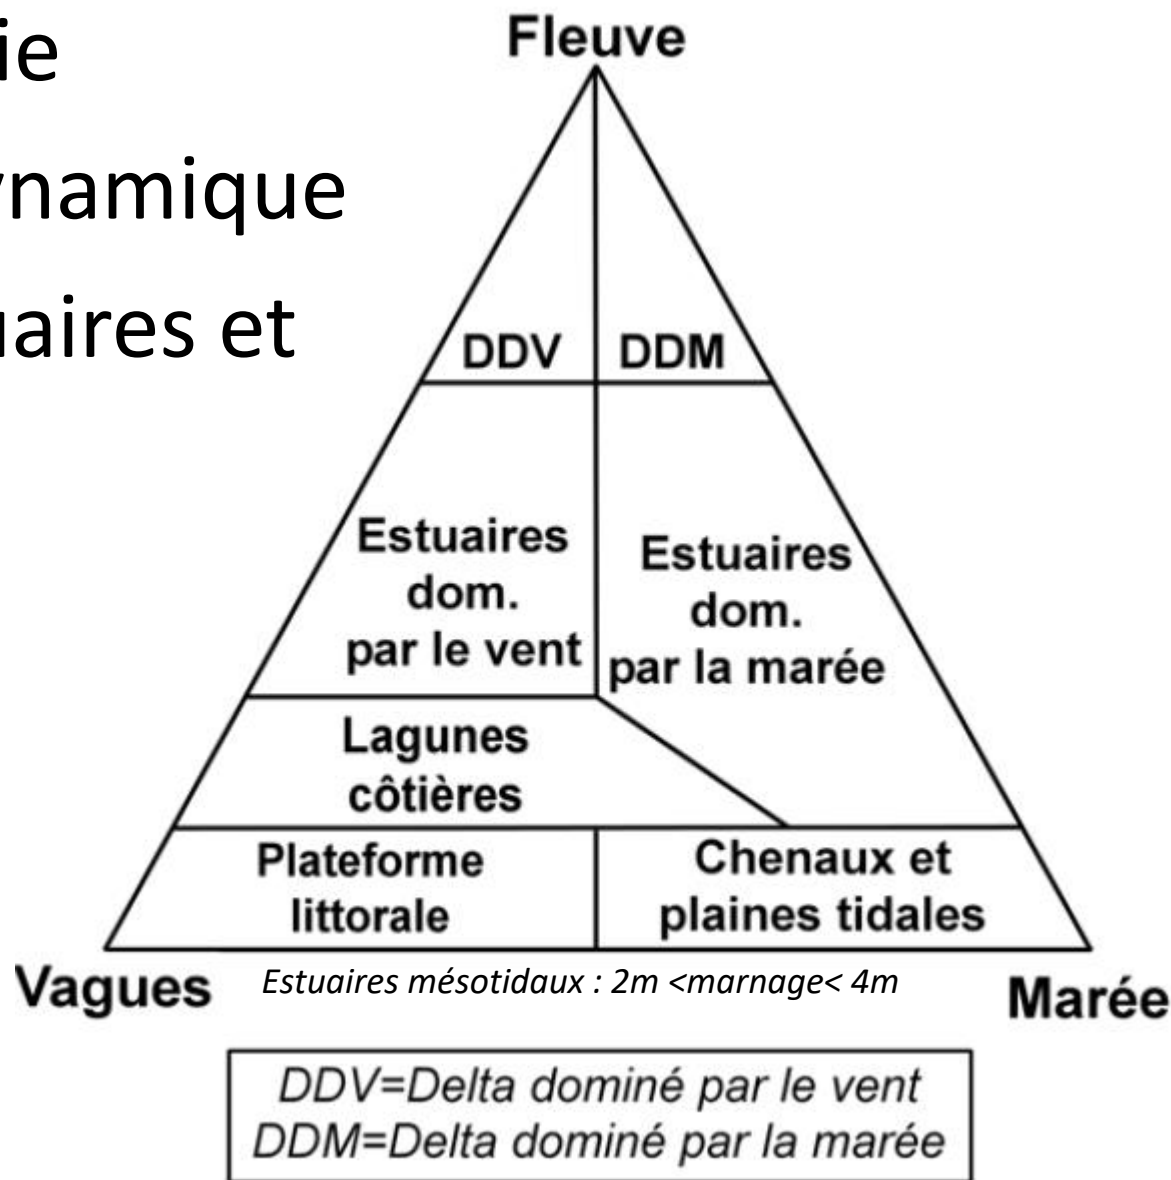 ie
namique
aires et
Fleuve
DDV
DDM
Estuaires
dom.
par le vent
Estuaires
dom.
par la marée
Lagunes
côtières
Plateforme
littorale
Chenaux et
plaines tidales
Vagues
Estuaires mésotidaux : 2m <marnage< 4m
Marée
DDV=Delta dominé par le vent
DDM=Delta dominé par la marée